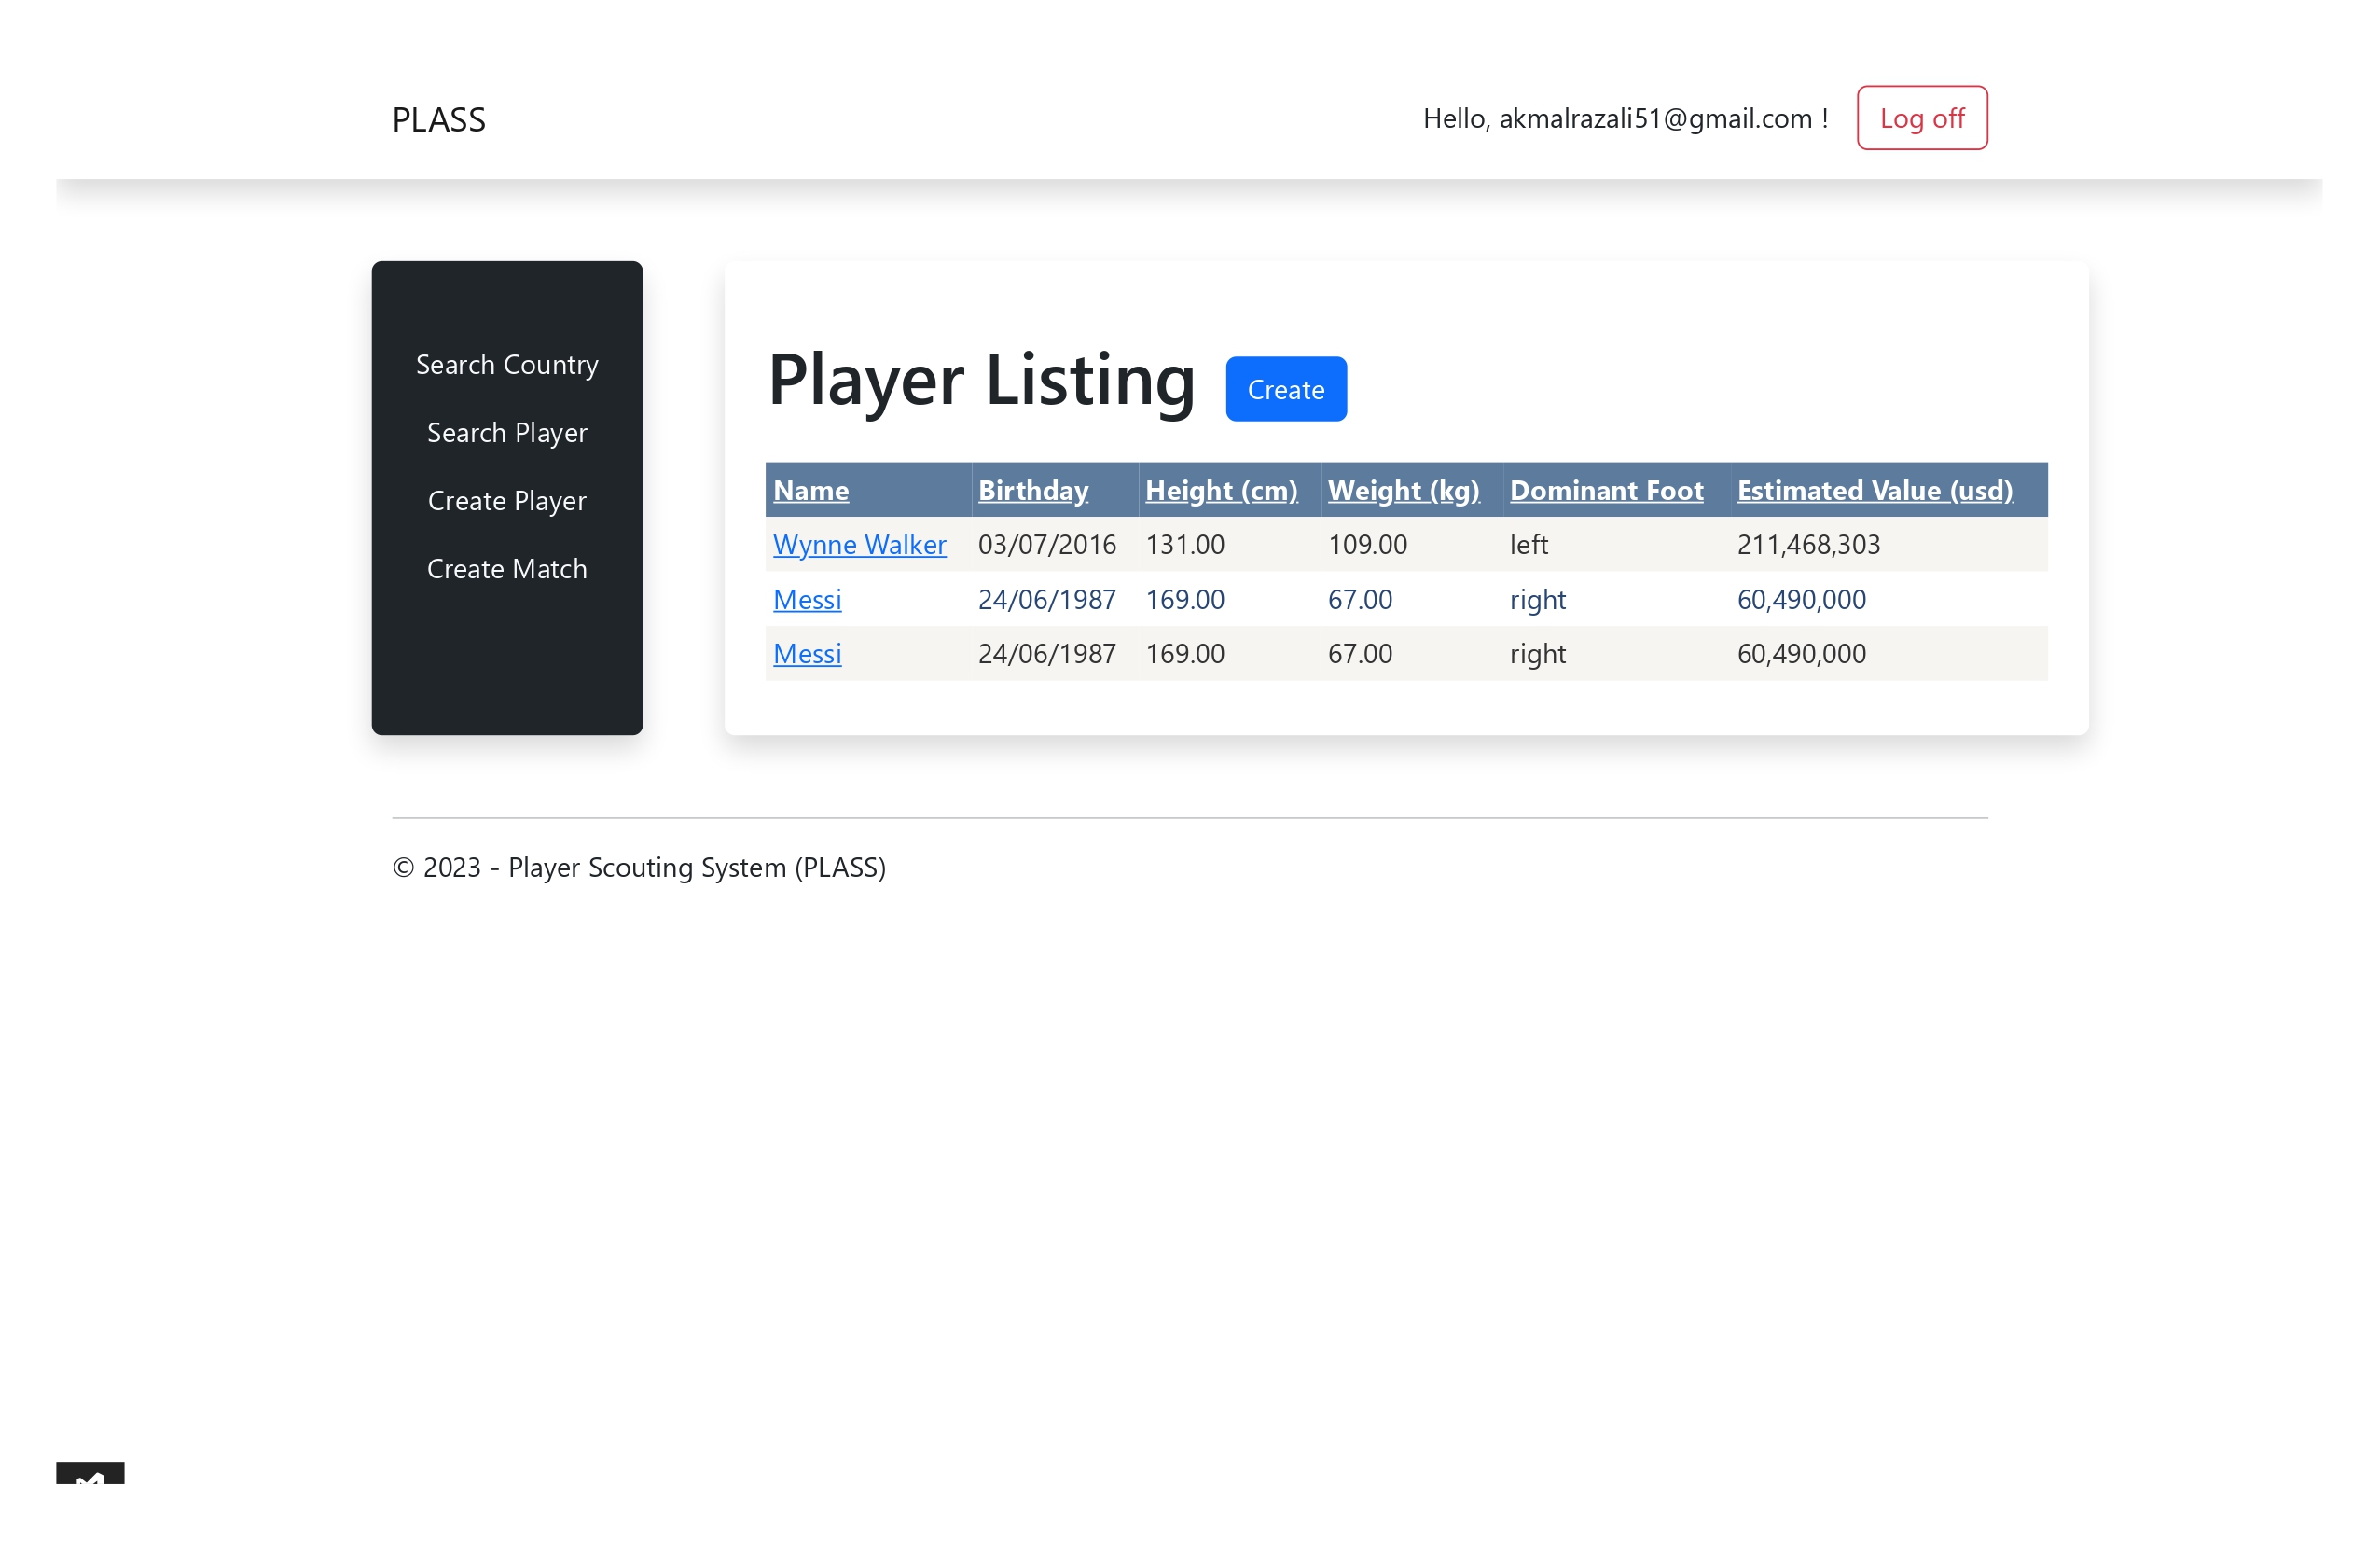 PLASS
Hello, akmalrazali51@gmail.com !
Log off
Search Country
Search Player
Create Player
Create Match
Player Listing
Create
Name Birthday Height (cm) Weight (kg) Dominant Foot Estimated Value (usd)
Wynne Walker 03/07/2016 131.00 109.00 left 211,468,303
Messi 24/06/1987 169.00 67.00 right 60,490,000
Messi 24/06/1987 169.00 67.00 right 60,490,000
© 2023 - Player Scouting System (PLASS)